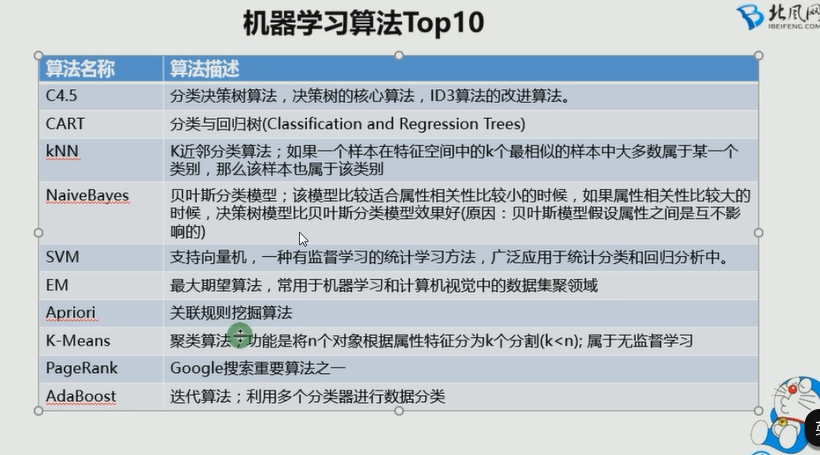 机器学习算法Top10
北风网
IBEIFENG.COM
算法名称 算法描述
C4.5 分类决策树算法，决策树的核心算法，ID3算法的改进算法。
CART 分类与回归树(Classification and Regression Trees)
kNN K近邻分类算法；如果一个样本在特征空间中的k个最相似的样本中大多数属于某一个
类别，那么该样本也属于该类别
NaiveBayes 贝叶斯分类模型；该模型比较适合属性相关性比较小的时候，如果属性相关性比较大的
时候，决策树模型比贝叶斯分类模型效果好(原因：贝叶斯模型假设属性之间是互不影
响的)
SVM 支持向量机，一种有监督学习的统计学习方法，广泛应用于统计分类和回归分析中。
EM 最大期望算法，常用于机器学习和计算机视觉中的数据集聚领域
Apriori 关联规则挖掘算法
K-Means 聚类算法，功能是将n个对象根据属性特征分为k个分割(k<n); 属于无监督学习
PageRank Google搜索重要算法之一
AdaBoost 迭代算法；利用多个分类器进行数据分类
英